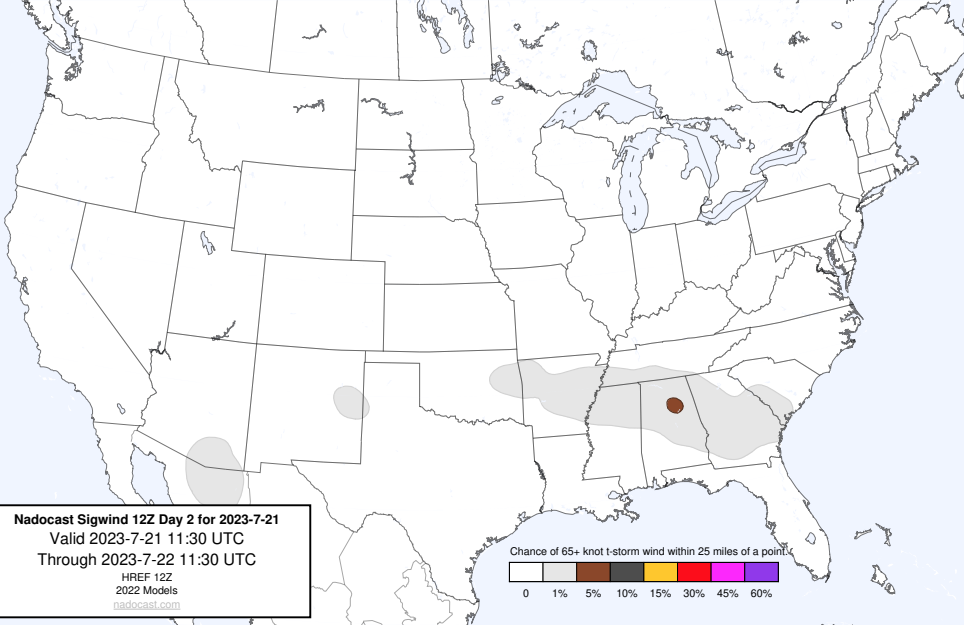 Nadocast Sigwind 12Z Day 2 for 2023-7-21
Valid 2023-7-21 11:30 UTC
Through 2023-7-22 11:30 UTC
HREF 12Z
2022 Models
nadocast.com
Chance of 65+ knot t-storm wind within 25 miles of a point.
0 1% 5% 10% 15% 30% 45% 60%